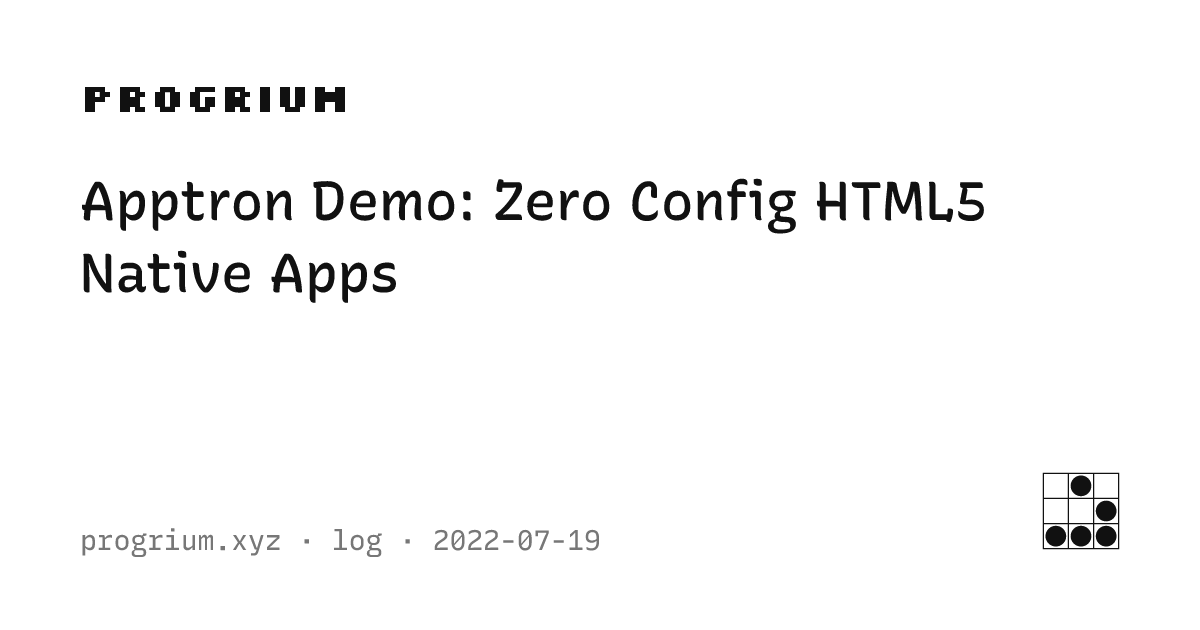 PROGRIUM
Apptron Demo: Zero Config HTML5
Native Apps
progrium.xyz · log · 2022-07-19